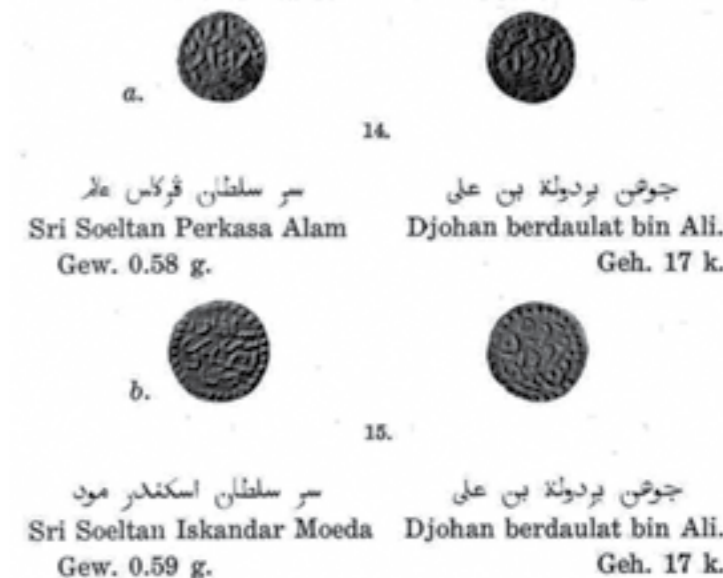 a.
14.
سر سلطان ڤركاس عالم
جوهن بردولة بن على
Sri Soeltan Perkasa Alam
Djohan berdaulat bin Ali.
Gew. 0.58 g.
Geh. 17 k.
b.
15.
سر سلطان اسكندر مود
جوهن بردولة بن على
Sri Soeltan Iskandar Moeda
Djohan berdaulat bin Ali.
Gew. 0.59 g.
Geh. 17 k.